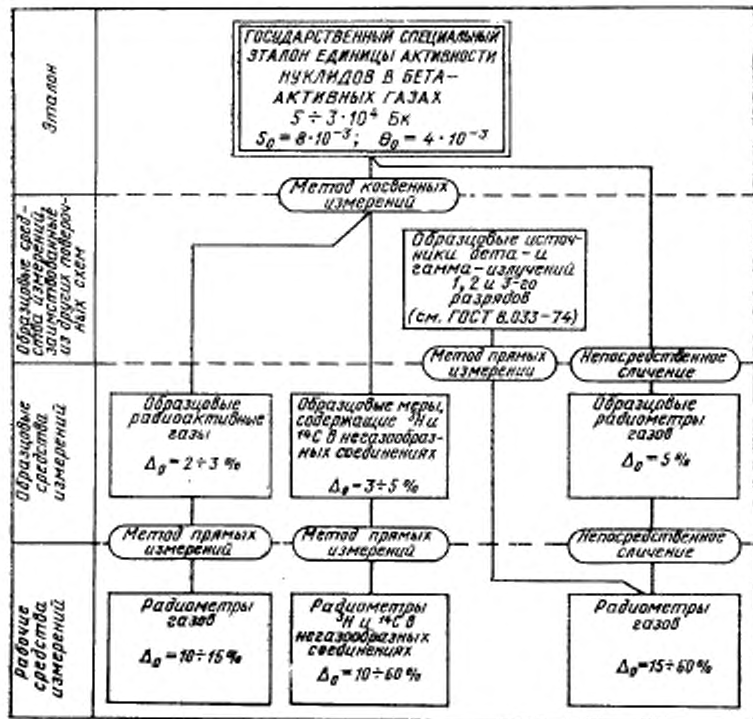 Эталон
ГОСУДАРСТВЕННЫЙ СПЕЦИАЛЬНЫЙ
ЭТАЛОН ЕДИНИЦЫ АКТИВНОСТИ
НУКЛИДОВ В БЕТА-
АКТИВНЫХ ГАЗАХ
5 ÷ 3·10⁴ Бк
S₀ = 8·10⁻³; Θ₀ = 4·10⁻³
Метод косвенных
измерений
Образцовые сред-
ства измерений,
заимствованные
из других повероч-
ных схем
Образцовые источ-
ники бета- и
гамма-излучений
1, 2 и 3-го
разрядов
(см. ГОСТ 8.033-74)
Метод прямых
измерений
Непосредственное
сличение
Образцовые
средства
измерений
Образцовые
радиоактивные
газы
Δ₀ = 2÷3 %
Образцовые меры,
содержащие ³Н и
¹⁴С в негазообраз-
ных соединениях
Δ₀ = 3÷5 %
Образцовые
радиометры
газов
Δ₀ = 5 %
Метод прямых
измерений
Метод прямых
измерений
Непосредственное
сличение
Рабочие
средства
измерений
Радиометры
газов
Δ₀ = 10÷15 %
Радиометры
³Н и ¹⁴С в
негазообразных
соединениях
Δ₀ = 10÷60 %
Радиометры
газов
Δ₀ = 15÷60 %